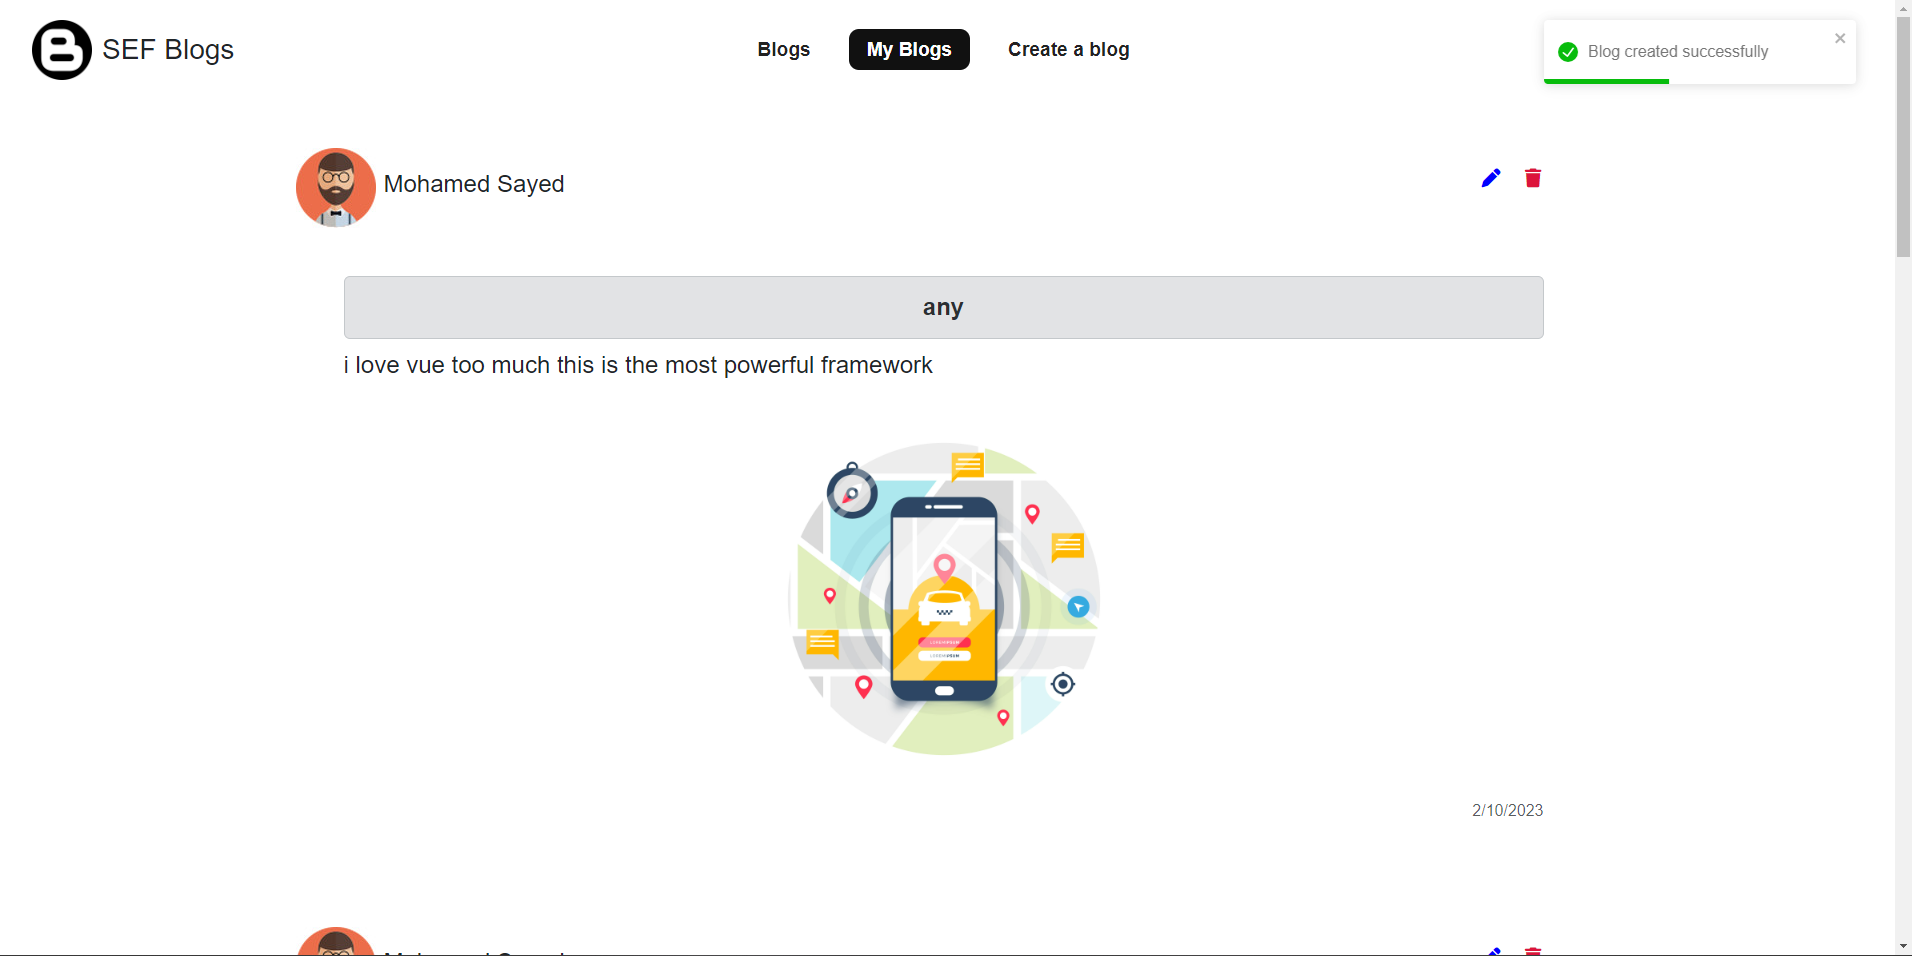 SEF Blogs
Blogs
My Blogs
Create a blog
Blog created successfully
Mohamed Sayed
any
i love vue too much this is the most powerful framework
2/10/2023